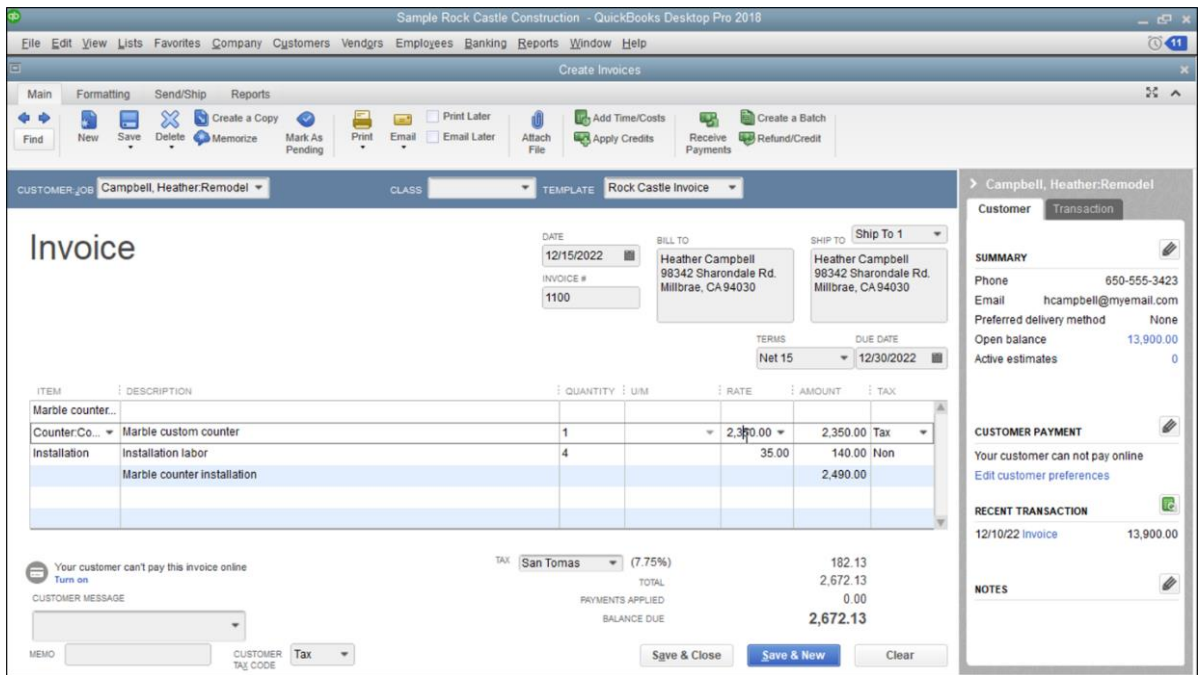 qb Sample Rock Castle Construction - QuickBooks Desktop Pro 2018
File Edit View Lists Favorites Company Customers Vendors Employees Banking Reports Window Help 11
Create Invoices
Main Formatting Send/Ship Reports
Find New Save Delete Create a Copy Memorize Mark As Pending Print Email Print Later Email Later Attach File Add Time/Costs Apply Credits Receive Payments Create a Batch Refund/Credit
CUSTOMER:JOB Campbell, Heather:Remodel CLASS TEMPLATE Rock Castle Invoice
Invoice
DATE
12/15/2022
INVOICE #
1100
BILL TO
Heather Campbell
98342 Sharondale Rd.
Millbrae, CA 94030
SHIP TO Ship To 1
Heather Campbell
98342 Sharondale Rd.
Millbrae, CA 94030
TERMS DUE DATE
Net 15 12/30/2022
ITEM DESCRIPTION QUANTITY U/M RATE AMOUNT TAX
Marble counter...
Counter:Co... Marble custom counter 1 2,350.00 2,350.00 Tax
Installation Installation labor 4 35.00 140.00 Non
Marble counter installation 2,490.00
Your customer can't pay this invoice online
Turn on
CUSTOMER MESSAGE
TAX San Tomas (7.75%) 182.13
TOTAL 2,672.13
PAYMENTS APPLIED 0.00
BALANCE DUE 2,672.13
MEMO CUSTOMER TAX CODE Tax
Save & Close Save & New Clear
Campbell, Heather:Remodel
Customer Transaction
SUMMARY
Phone 650-555-3423
Email hcampbell@myemail.com
Preferred delivery method None
Open balance 13,900.00
Active estimates 0
CUSTOMER PAYMENT
Your customer can not pay online
Edit customer preferences
RECENT TRANSACTION
12/10/22 Invoice 13,900.00
NOTES